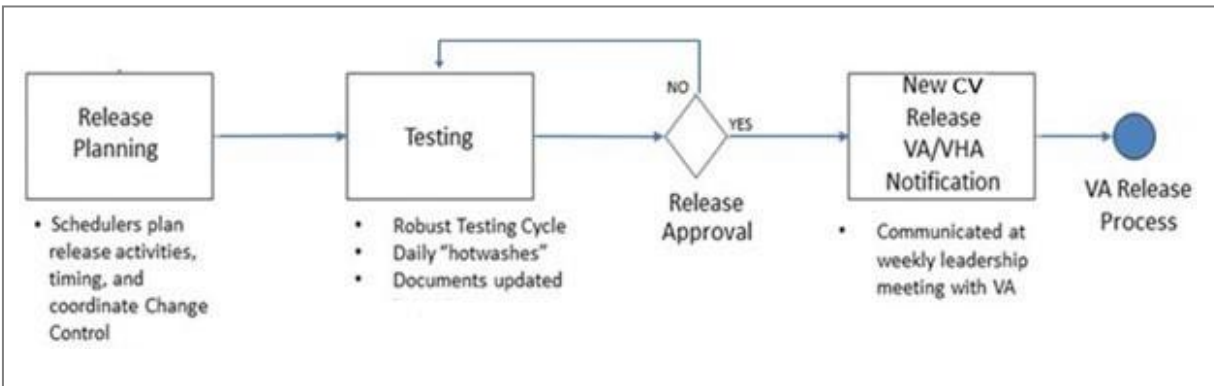 Release
Planning
Testing
NO
YES
Release
Approval
New CV
Release
VA/VHA
Notification
VA Release
Process
• Schedulers plan
release activities,
timing, and
coordinate Change
Control
• Robust Testing Cycle
• Daily “hotwashes”
• Documents updated
• Communicated at
weekly leadership
meeting with VA